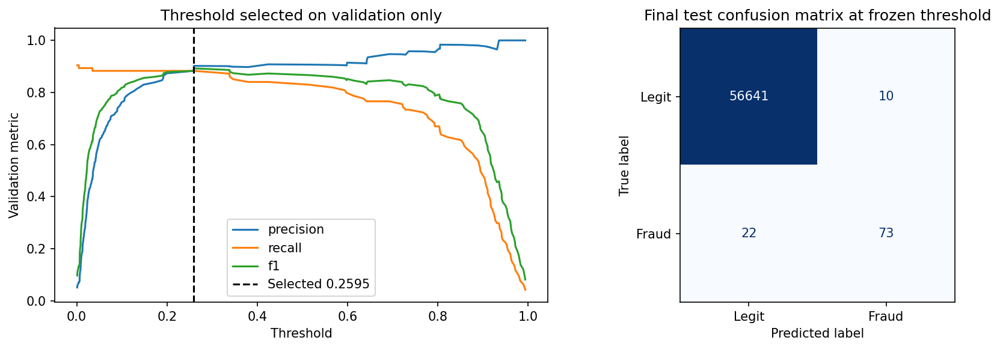 Threshold selected on validation only
Validation metric
1.0
0.8
0.6
0.4
0.2
0.0
0.0 0.2 0.4 0.6 0.8 1.0
Threshold
precision
recall
f1
Selected 0.2595
Final test confusion matrix at frozen threshold
True label
Legit
Fraud
56641 10
22 73
Legit Fraud
Predicted label